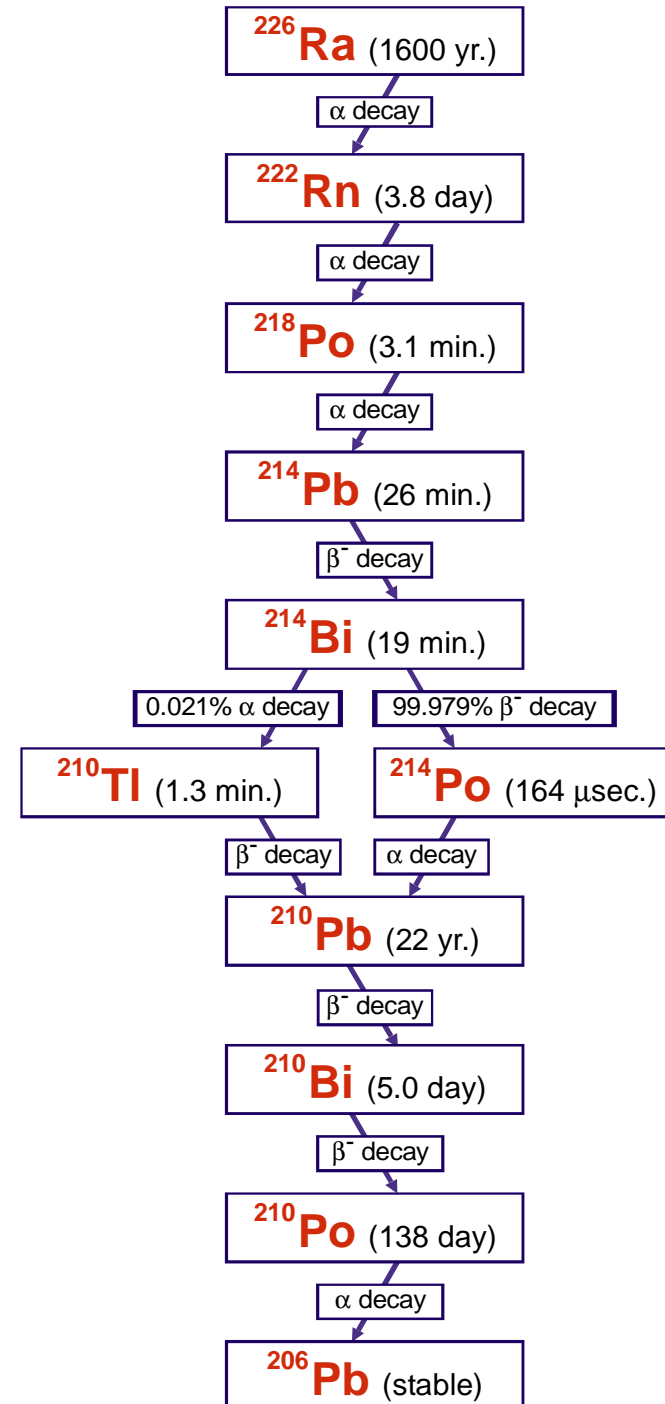 ²²⁶Ra (1600 yr.)
α decay
²²²Rn (3.8 day)
α decay
²¹⁸Po (3.1 min.)
α decay
²¹⁴Pb (26 min.)
β⁻ decay
²¹⁴Bi (19 min.)
0.021% α decay
99.979% β⁻ decay
²¹⁰Tl (1.3 min.)
²¹⁴Po (164 μsec.)
β⁻ decay
α decay
²¹⁰Pb (22 yr.)
β⁻ decay
²¹⁰Bi (5.0 day)
β⁻ decay
²¹⁰Po (138 day)
α decay
²⁰⁶Pb (stable)